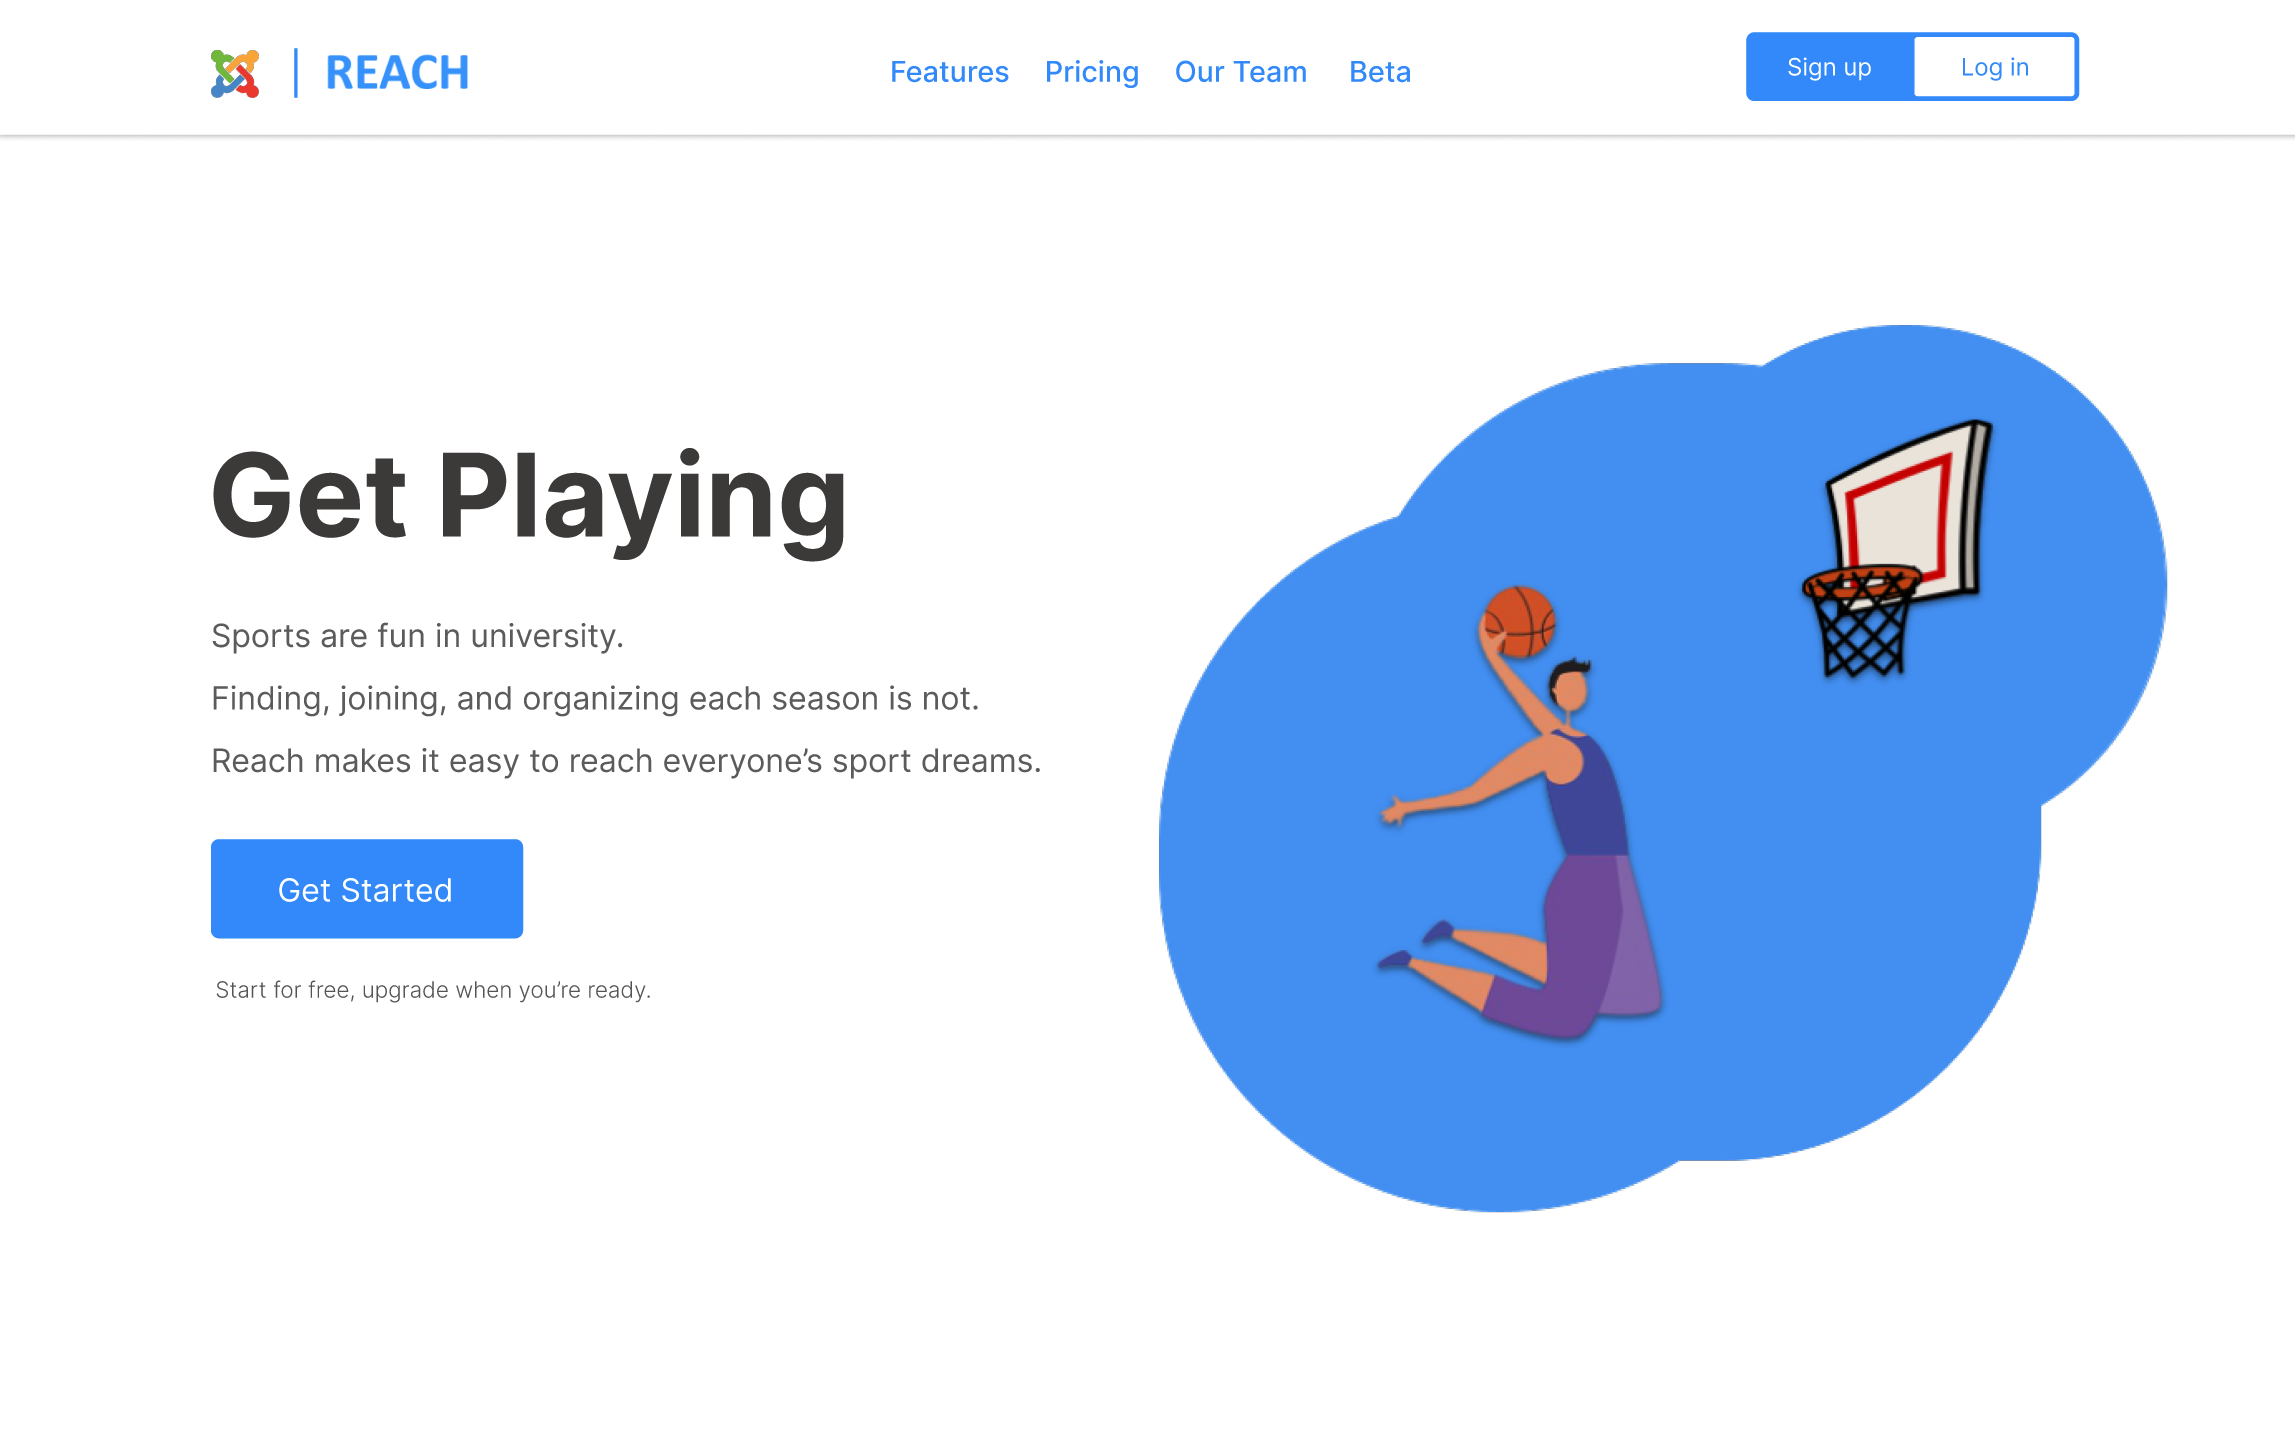 REACH
Features Pricing Our Team Beta
Sign up Log in
Get Playing
Sports are fun in university.
Finding, joining, and organizing each season is not.
Reach makes it easy to reach everyone’s sport dreams.
Get Started
Start for free, upgrade when you’re ready.